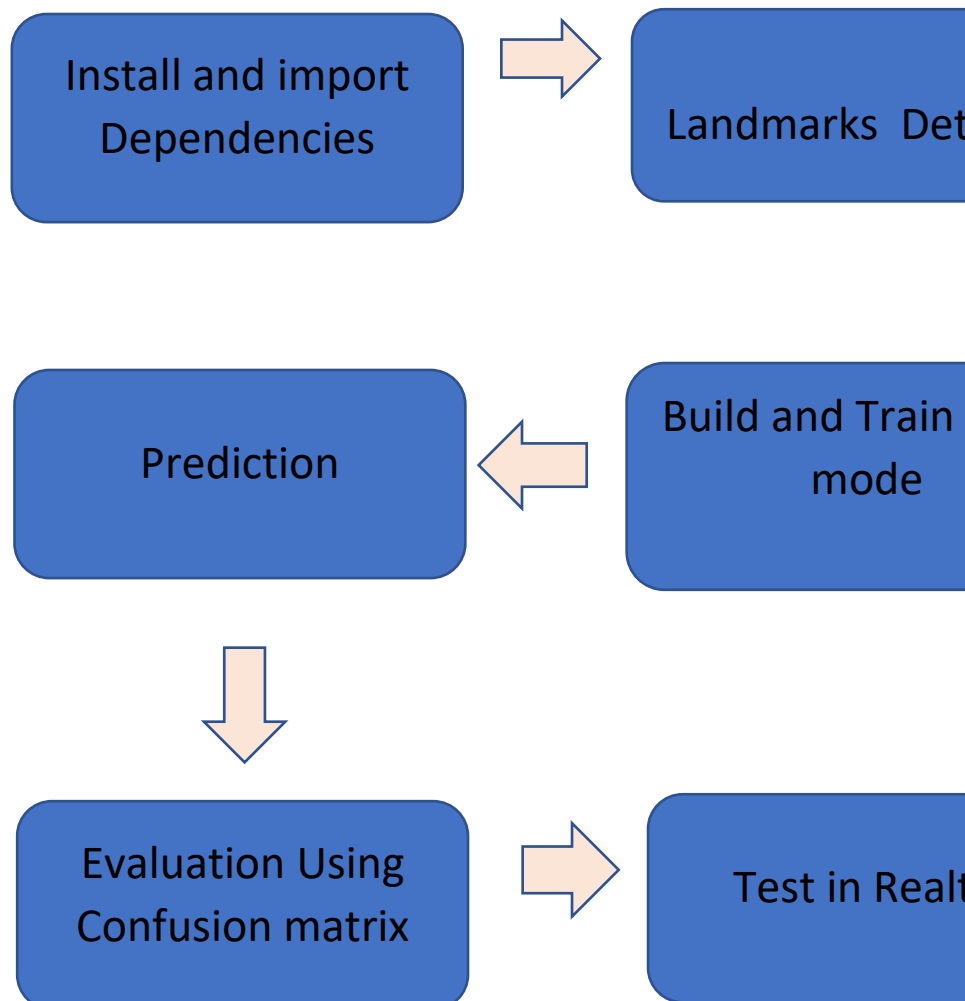 Install and import
Dependencies
Landmarks Det
Build and Train
mode
Prediction
Evaluation Using
Confusion matrix
Test in Realt